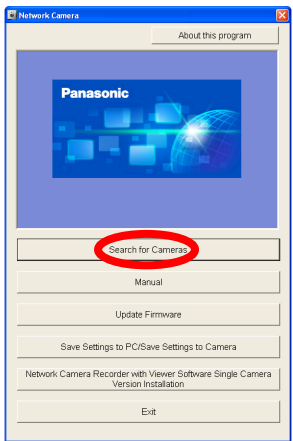 Network Camera
About this program
Panasonic
Search for Cameras
Manual
Update Firmware
Save Settings to PC/Save Settings to Camera
Network Camera Recorder with Viewer Software Single Camera
Version Installation
Exit